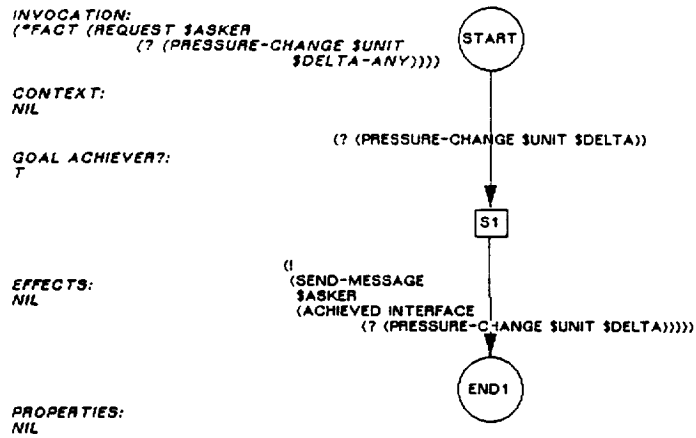 INVOCATION:
(*FACT (REQUEST $ASKER
(? (PRESSURE-CHANGE $UNIT
$DELTA-ANY))))
CONTEXT:
NIL
GOAL ACHIEVER?:
T
EFFECTS:
NIL
PROPERTIES:
NIL
START
(? (PRESSURE-CHANGE $UNIT $DELTA))
S1
(!
(SEND-MESSAGE
$ASKER
(ACHIEVED INTERFACE
(? (PRESSURE-CHANGE $UNIT $DELTA)))))
END1